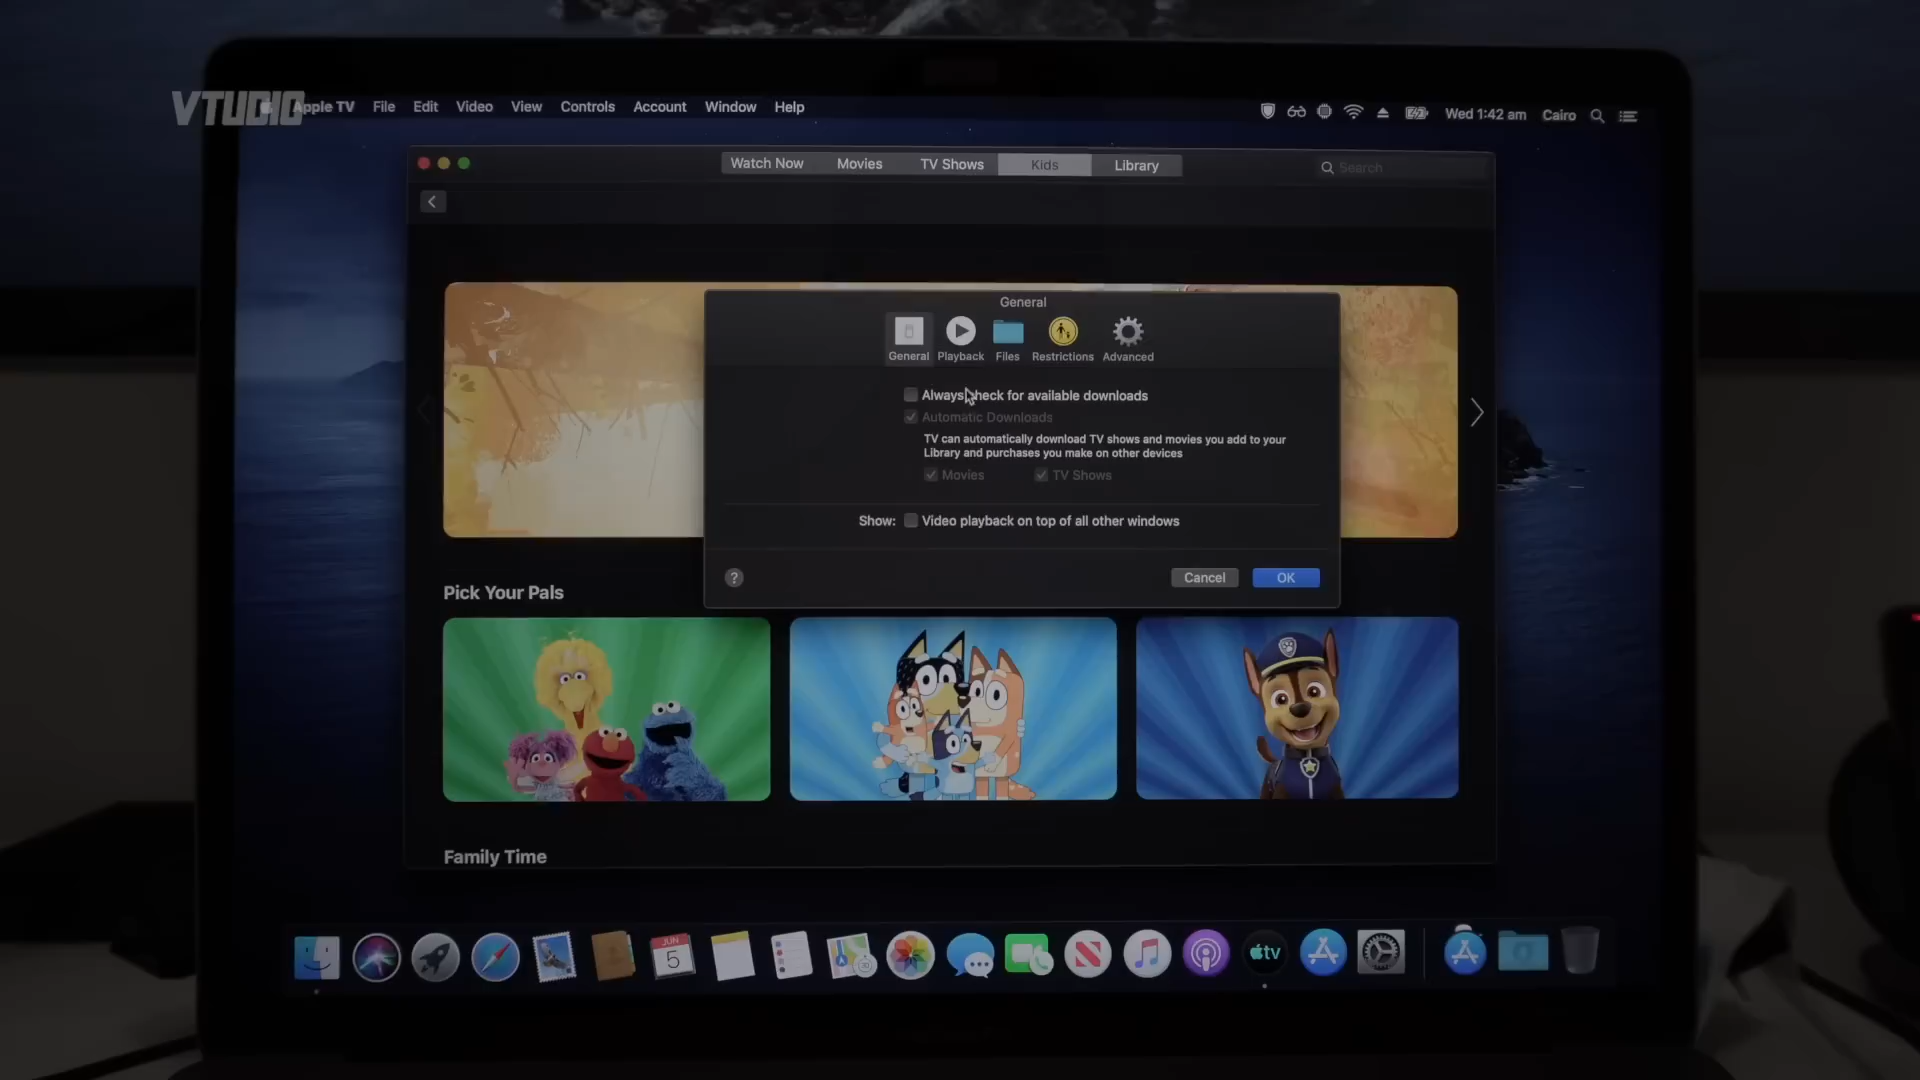 VTUDIO
Apple TV File Edit Video View Controls Account Window Help
Wed 1:42 am Cairo
Watch Now Movies TV Shows Kids Library
Search
General
General Playback Files Restrictions Advanced
Always check for available downloads
Automatic Downloads
TV can automatically download TV shows and movies you add to your
Library and purchases you make on other devices
Movies TV Shows
Show: Video playback on top of all other windows
? Cancel OK
Pick Your Pals
Family Time
JUN
5
tv